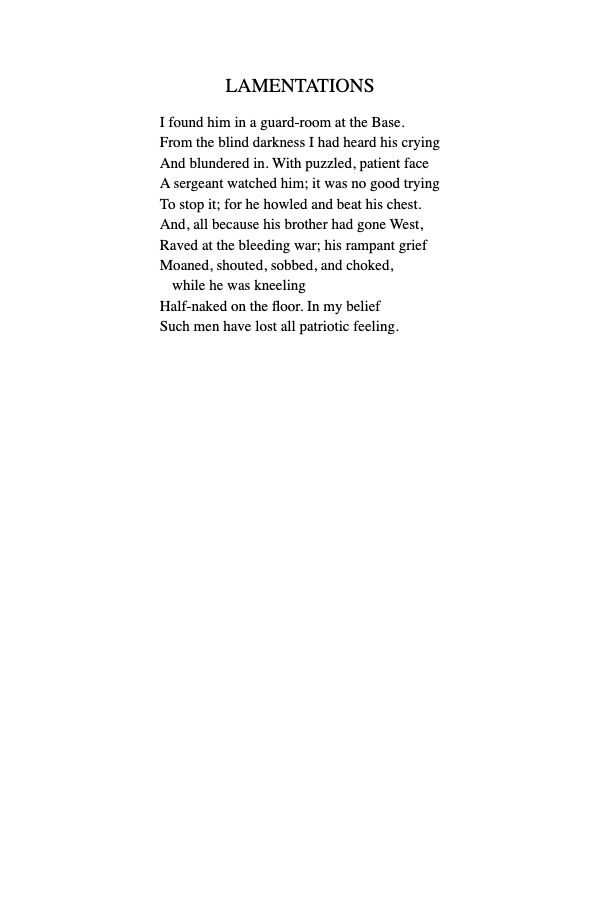 LAMENTATIONS
I found him in a guard-room at the Base.
From the blind darkness I had heard his crying
And blundered in. With puzzled, patient face
A sergeant watched him; it was no good trying
To stop it; for he howled and beat his chest.
And, all because his brother had gone West,
Raved at the bleeding war; his rampant grief
Moaned, shouted, sobbed, and choked,
while he was kneeling
Half-naked on the floor. In my belief
Such men have lost all patriotic feeling.